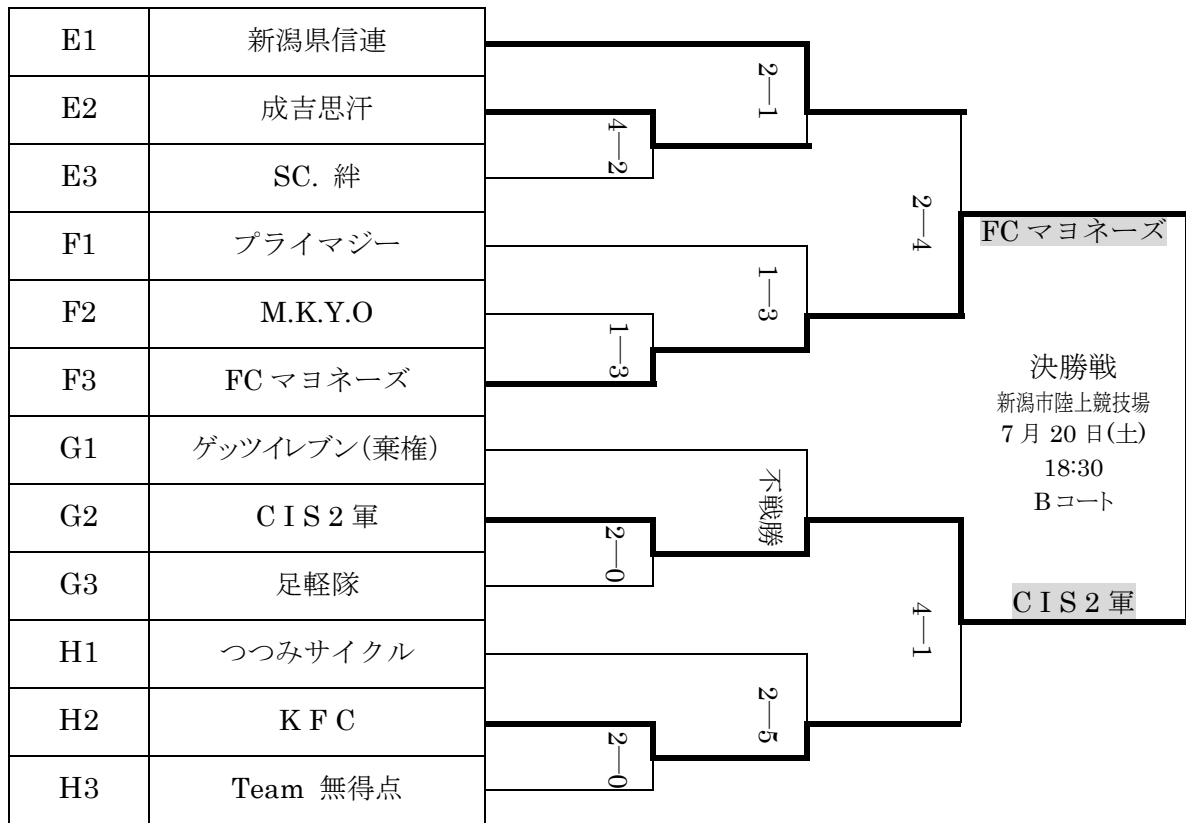 E1 新潟県信連
E2 成吉思汗
E3 SC. 絆
F1 プライマジー
F2 M.K.Y.O
F3 FCマヨネーズ
G1 ゲッツイレブン(棄権)
G2 CIS2軍
G3 足軽隊
H1 つつみサイクル
H2 KFC
H3 Team 無得点
4―2
1―3
2―0
2―0
2―1
1―3
不戦勝
2―5
2―4
4―1
FCマヨネーズ
決勝戦
新潟市陸上競技場
7月20日(土)
18:30
Bコート
CIS2軍